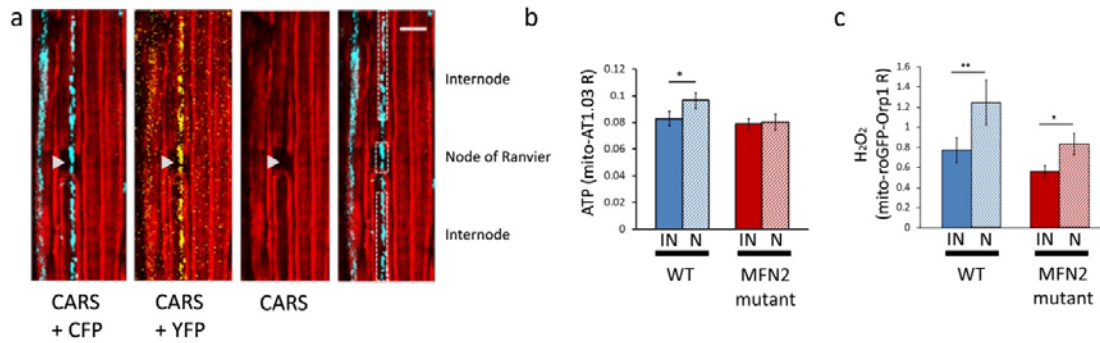 a
Internode
Node of Ranvier
Internode
CARS
+ CFP
CARS
+ YFP
CARS
b
ATP (mito-AT1.03 R)
0.12
0.1
0.08
0.06
0.04
0.02
0
*
IN N
IN N
WT
MFN2
mutant
c
H₂O₂
(mito-roGFP-Orp1 R)
1.6
1.4
1.2
1
0.8
0.6
0.4
0.2
0
**
*
IN N
IN N
WT
MFN2
mutant